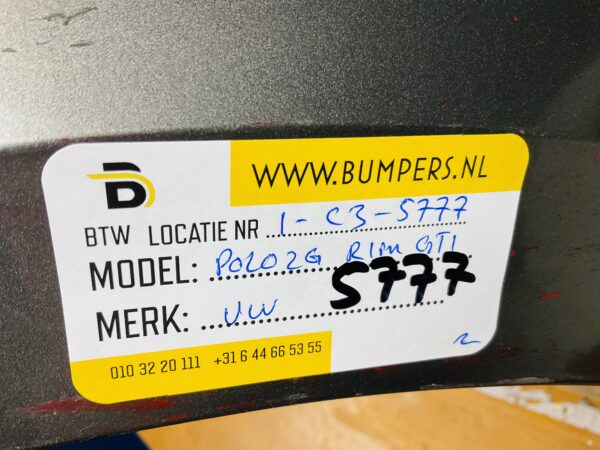 WWW.BUMPERS.NL
BTW LOCATIE NR 1-C3-5777
MODEL: POLO 2G GTI
5777
MERK: VW
010 32 20 111 +31 6 44 66 53 55